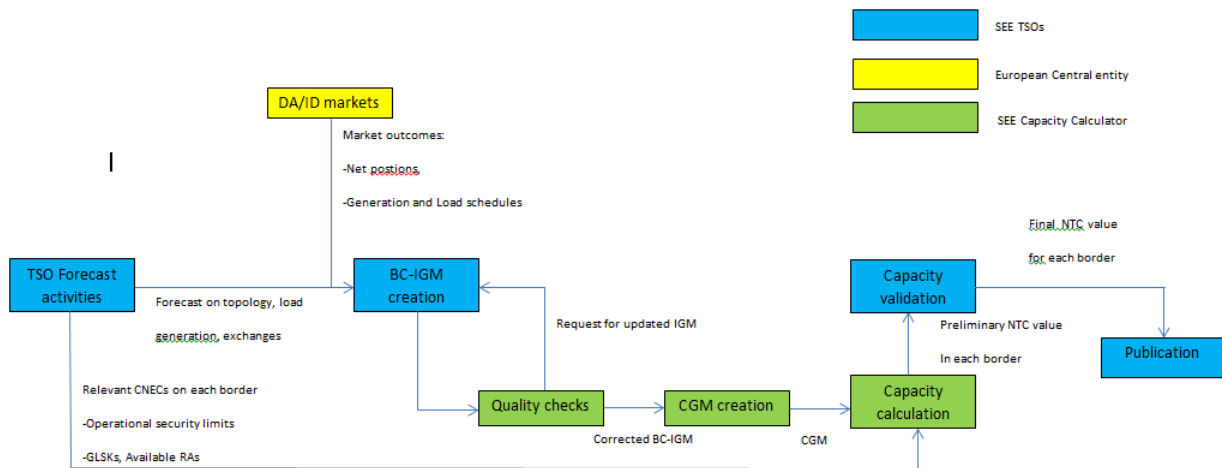 SEE TSOs
European Central entity
SEE Capacity Calculator
DA/ID markets
Market outcomes:
-Net postions,
-Generation and Load schedules
TSO Forecast
activities
Forecast on topology, load
generation, exchanges
BC-IGM
creation
Request for updated IGM
Relevant CNECs on each border
-Operational security limits
-GLSKs, Available RAs
Quality checks
Corrected BC-IGM
CGM creation
CGM
Capacity
calculation
Preliminary NTC value
In each border
Capacity
validation
Final NTC value
for each border
Publication